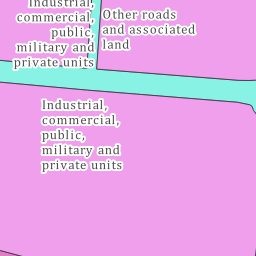 Industrial,
commercial,
public,
military and
private units
Other roads
and associated
land
Industrial,
commercial,
public,
military and
private units